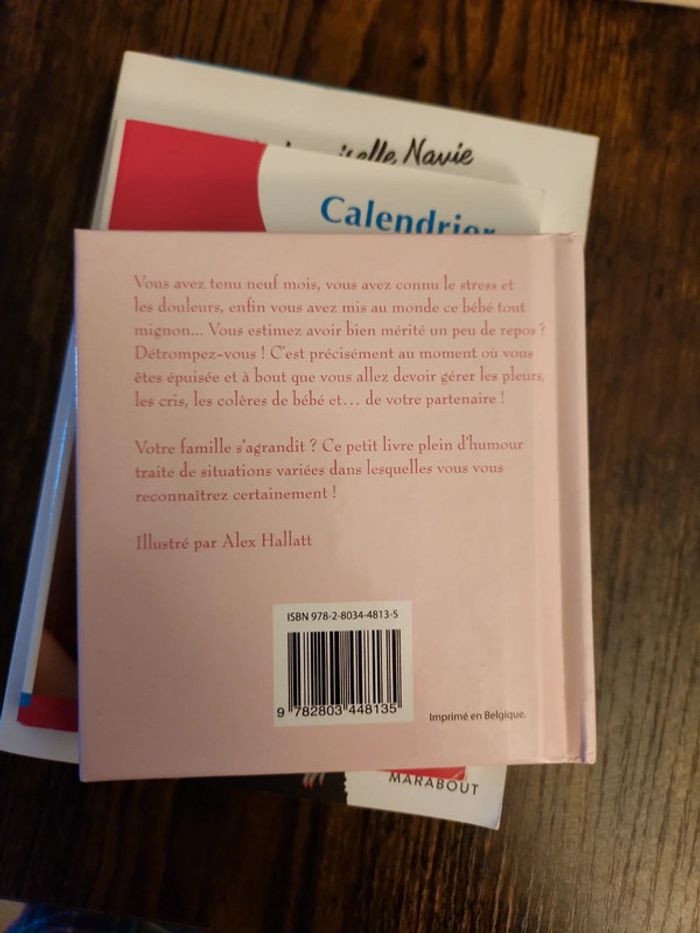 Navie
Calendrier
Vous avez tenu neuf mois, vous avez connu le stress et
les douleurs, enfin vous avez mis au monde ce bébé tout
mignon... Vous estimez avoir bien mérité un peu de repos ?
Détrompez-vous ! C'est précisément au moment où vous
êtes épuisée et à bout que vous allez devoir gérer les pleurs,
les cris, les colères de bébé et... de votre partenaire !
Votre famille s'agrandit ? Ce petit livre plein d'humour
traite de situations variées dans lesquelles vous vous
reconnaîtrez certainement !
Illustré par Alex Hallatt
ISBN 978-2-8034-4813-5
9 782803 448135
Imprimé en Belgique.
MARABOUT